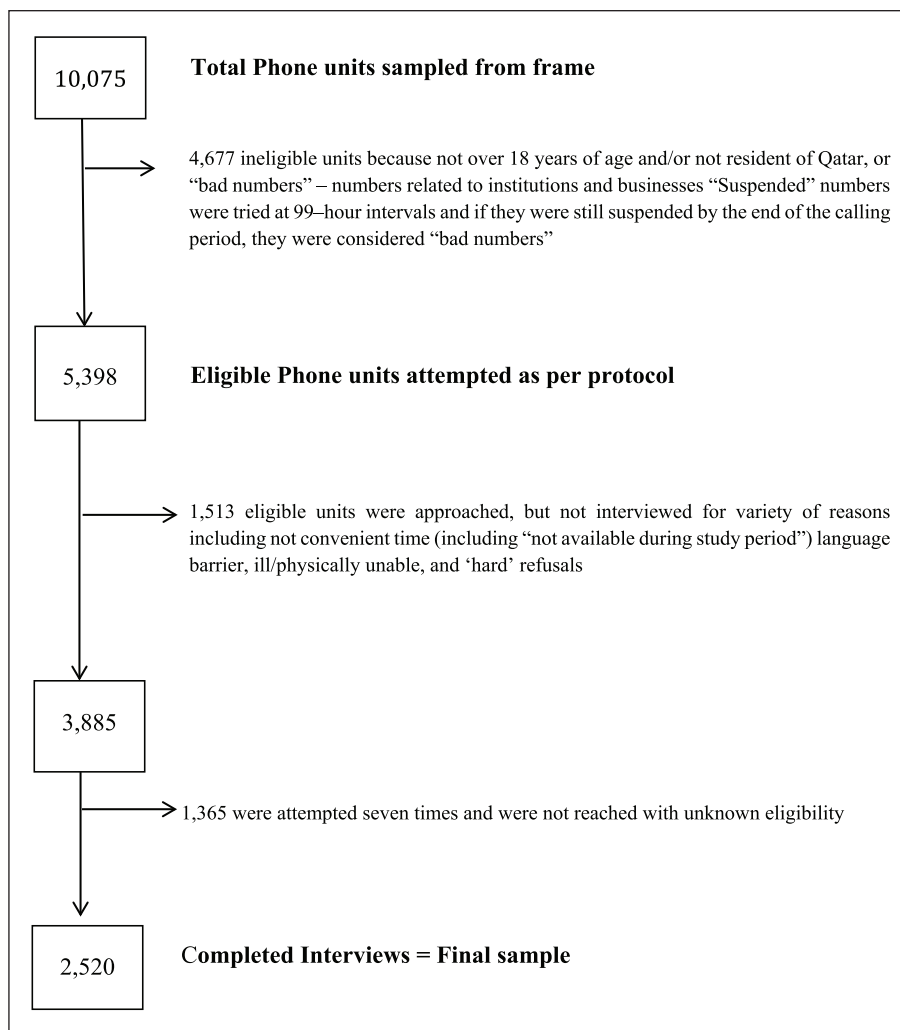 10,075
Total Phone units sampled from frame
4,677 ineligible units because not over 18 years of age and/or not resident of Qatar, or
“bad numbers” – numbers related to institutions and businesses “Suspended” numbers
were tried at 99–hour intervals and if they were still suspended by the end of the calling
period, they were considered “bad numbers”
5,398
Eligible Phone units attempted as per protocol
1,513 eligible units were approached, but not interviewed for variety of reasons
including not convenient time (including “not available during study period”) language
barrier, ill/physically unable, and ‘hard’ refusals
3,885
1,365 were attempted seven times and were not reached with unknown eligibility
2,520
Completed Interviews = Final sample